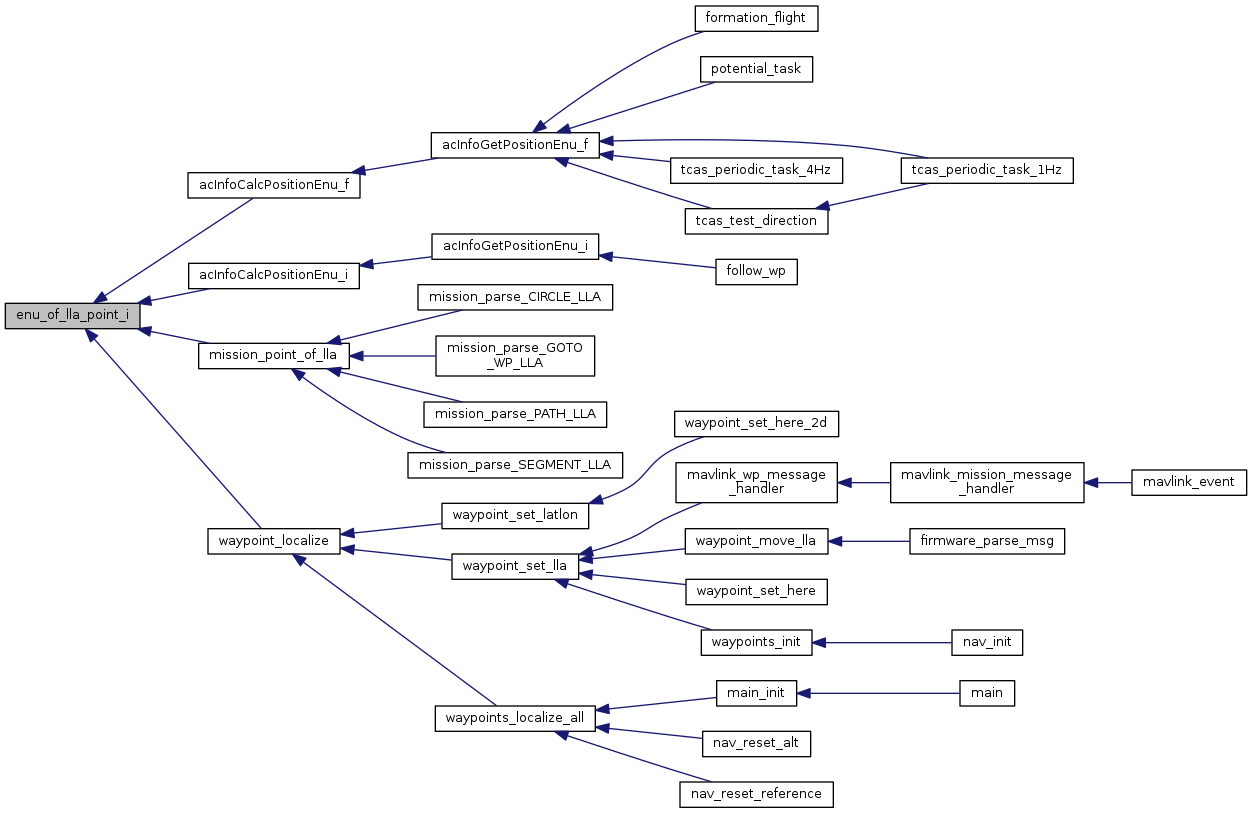 formation_flight
potential_task
acInfoGetPositionEnu_f
tcas_periodic_task_4Hz
tcas_periodic_task_1Hz
acInfoCalcPositionEnu_f
tcas_test_direction
acInfoGetPositionEnu_i
acInfoCalcPositionEnu_i
follow_wp
mission_parse_CIRCLE_LLA
enu_of_lla_point_i
mission_point_of_lla
mission_parse_GOTO
_WP_LLA
mission_parse_PATH_LLA
waypoint_set_here_2d
mission_parse_SEGMENT_LLA
mavlink_wp_message
_handler
mavlink_mission_message
_handler
mavlink_event
waypoint_set_latlon
waypoint_localize
waypoint_move_lla
firmware_parse_msg
waypoint_set_lla
waypoint_set_here
waypoints_init
nav_init
main_init
main
waypoints_localize_all
nav_reset_alt
nav_reset_reference